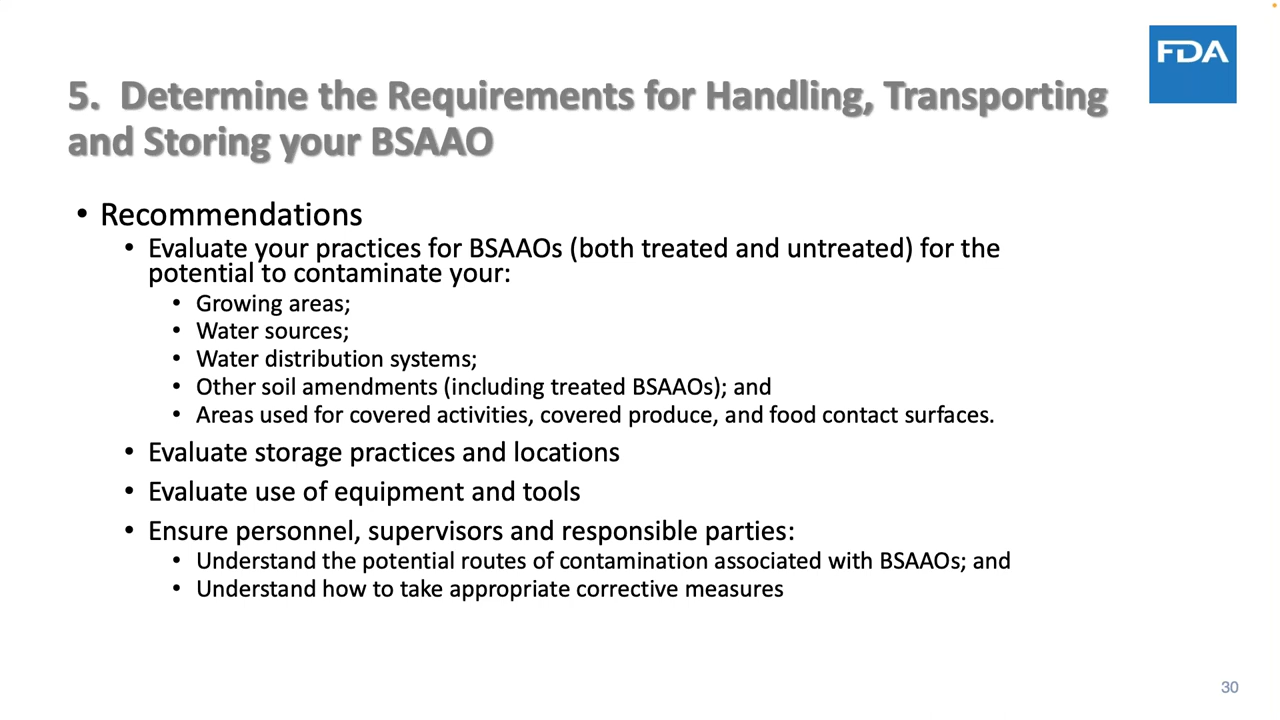 FDA
5. Determine the Requirements for Handling, Transporting
and Storing your BSAAO
• Recommendations
• Evaluate your practices for BSAAOs (both treated and untreated) for the
potential to contaminate your:
• Growing areas;
• Water sources;
• Water distribution systems;
• Other soil amendments (including treated BSAAOs); and
• Areas used for covered activities, covered produce, and food contact surfaces.
• Evaluate storage practices and locations
• Evaluate use of equipment and tools
• Ensure personnel, supervisors and responsible parties:
• Understand the potential routes of contamination associated with BSAAOs; and
• Understand how to take appropriate corrective measures
30